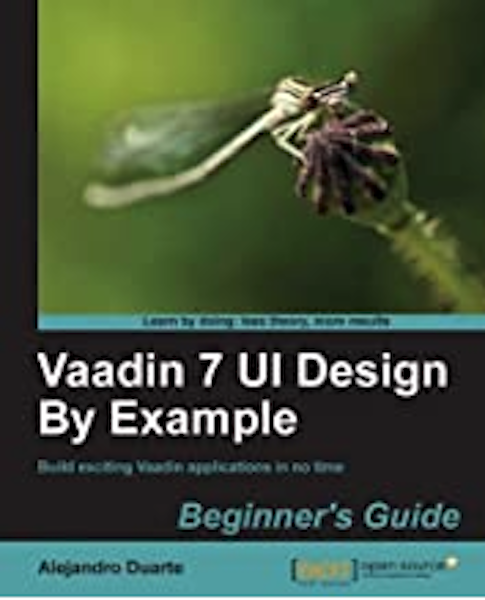 Learn by doing: less theory, more results
Vaadin 7 UI Design
By Example
Build exciting Vaadin applications in no time
Beginner's Guide
Alejandro Duarte
[PACKT] open source